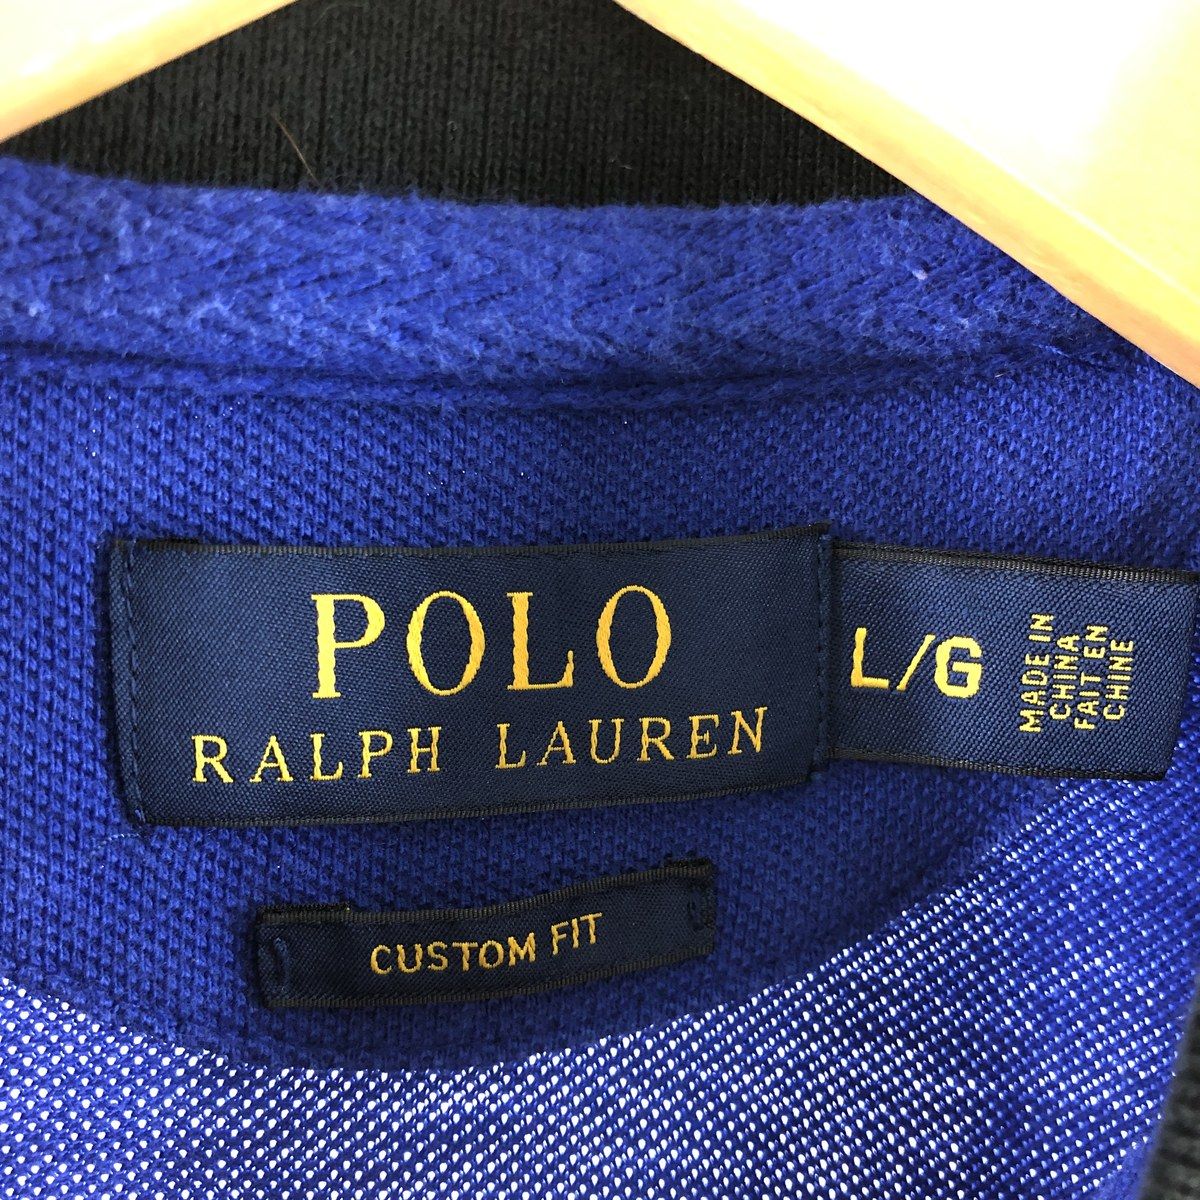 POLO
RALPH LAUREN
L/G
MADE IN
CHINA
FAIT EN
CHINE
CUSTOM FIT